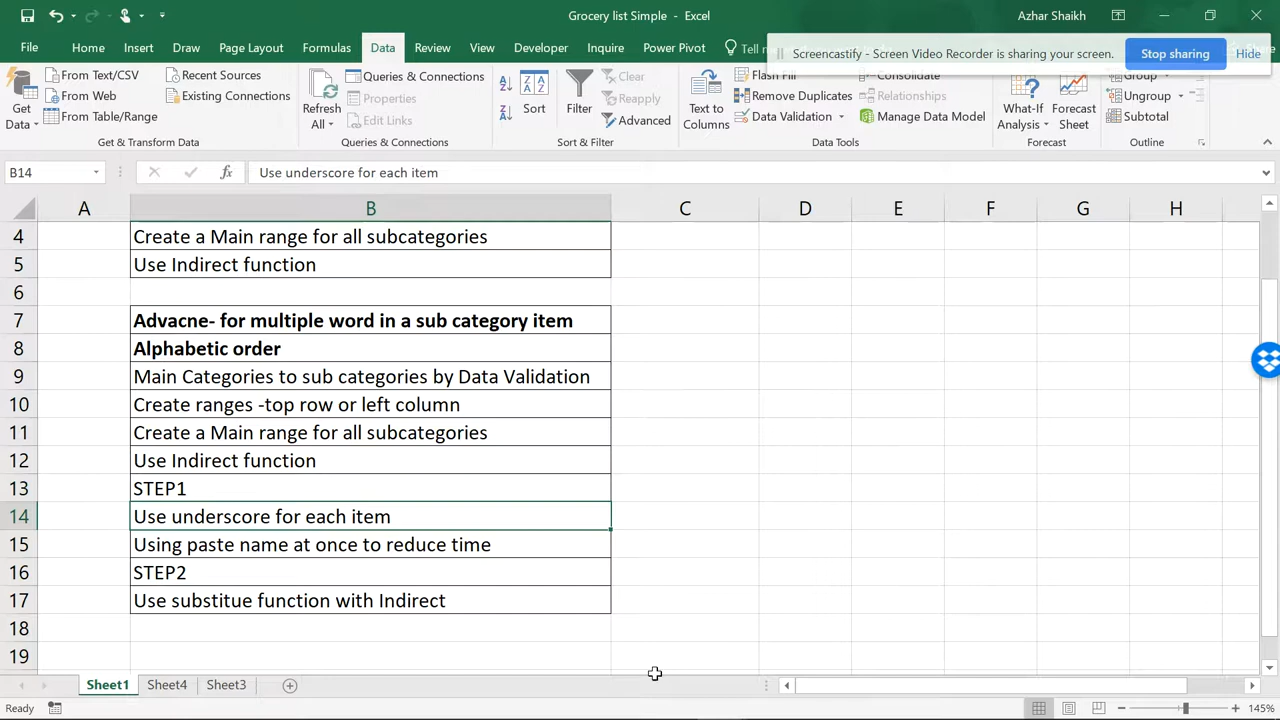 Grocery list Simple - Excel
Azhar Shaikh
File Home Insert Draw Page Layout Formulas Data Review View Developer Inquire Power Pivot Tell
Screencastify - Screen Video Recorder is sharing your screen. Stop sharing Hide
Get Data
From Text/CSV
From Web
From Table/Range
Recent Sources
Existing Connections
Get & Transform Data
Refresh All
Queries & Connections
Properties
Edit Links
Queries & Connections
Sort
Filter
Clear
Reapply
Advanced
Sort & Filter
Text to Columns
Flash Fill
Remove Duplicates
Data Validation
Consolidate
Relationships
Manage Data Model
Data Tools
What-If Analysis
Forecast Sheet
Forecast
Group
Ungroup
Subtotal
Outline
B14 fx Use underscore for each item
A B C D E F G H
4 Create a Main range for all subcategories
5 Use Indirect function
6
7 Advacne- for multiple word in a sub category item
8 Alphabetic order
9 Main Categories to sub categories by Data Validation
10 Create ranges -top row or left column
11 Create a Main range for all subcategories
12 Use Indirect function
13 STEP1
14 Use underscore for each item
15 Using paste name at once to reduce time
16 STEP2
17 Use substitue function with Indirect
18
19
Sheet1 Sheet4 Sheet3
Ready 145%